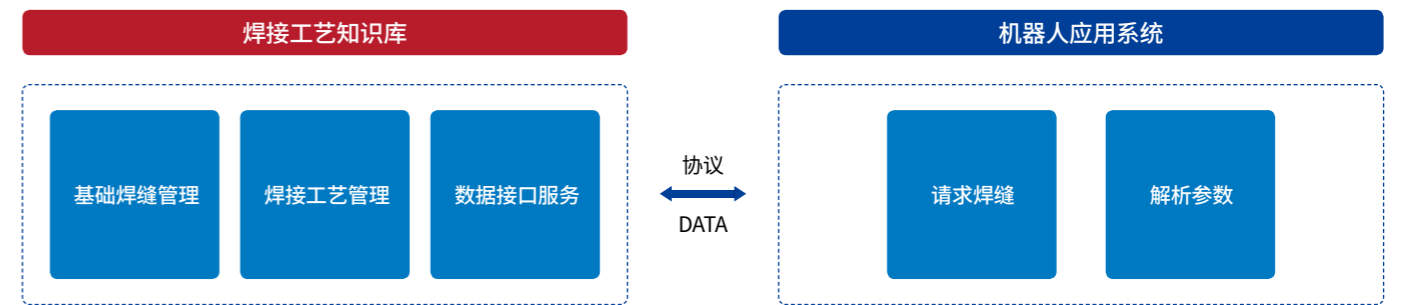 焊接工艺知识库
机器人应用系统
基础焊缝管理
焊接工艺管理
数据接口服务
协议
DATA
请求焊缝
解析参数